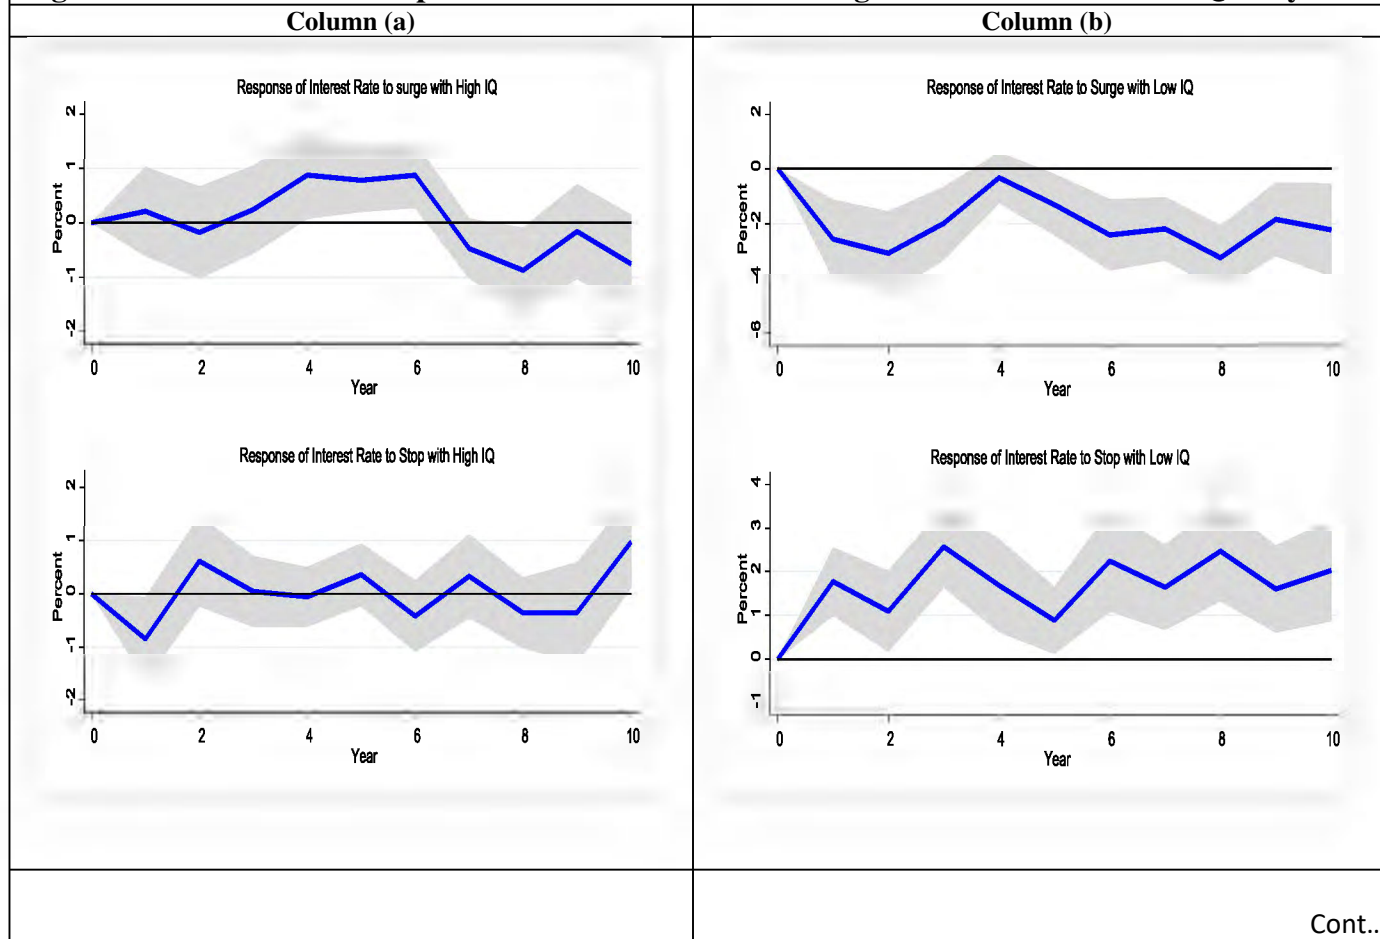 Column (a) Column (b)
Response of Interest Rate to surge with High IQ
2
1
0
-1
-2
Percent
0 2 4 6 8 10
Year
Response of Interest Rate to Surge with Low IQ
2
0
-2
-4
-6
Percent
0 2 4 6 8 10
Year
Response of Interest Rate to Stop with High IQ
2
1
0
-1
-2
Percent
0 2 4 6 8 10
Year
Response of Interest Rate to Stop with Low IQ
4
3
2
1
0
-1
Percent
0 2 4 6 8 10
Year
Cont..